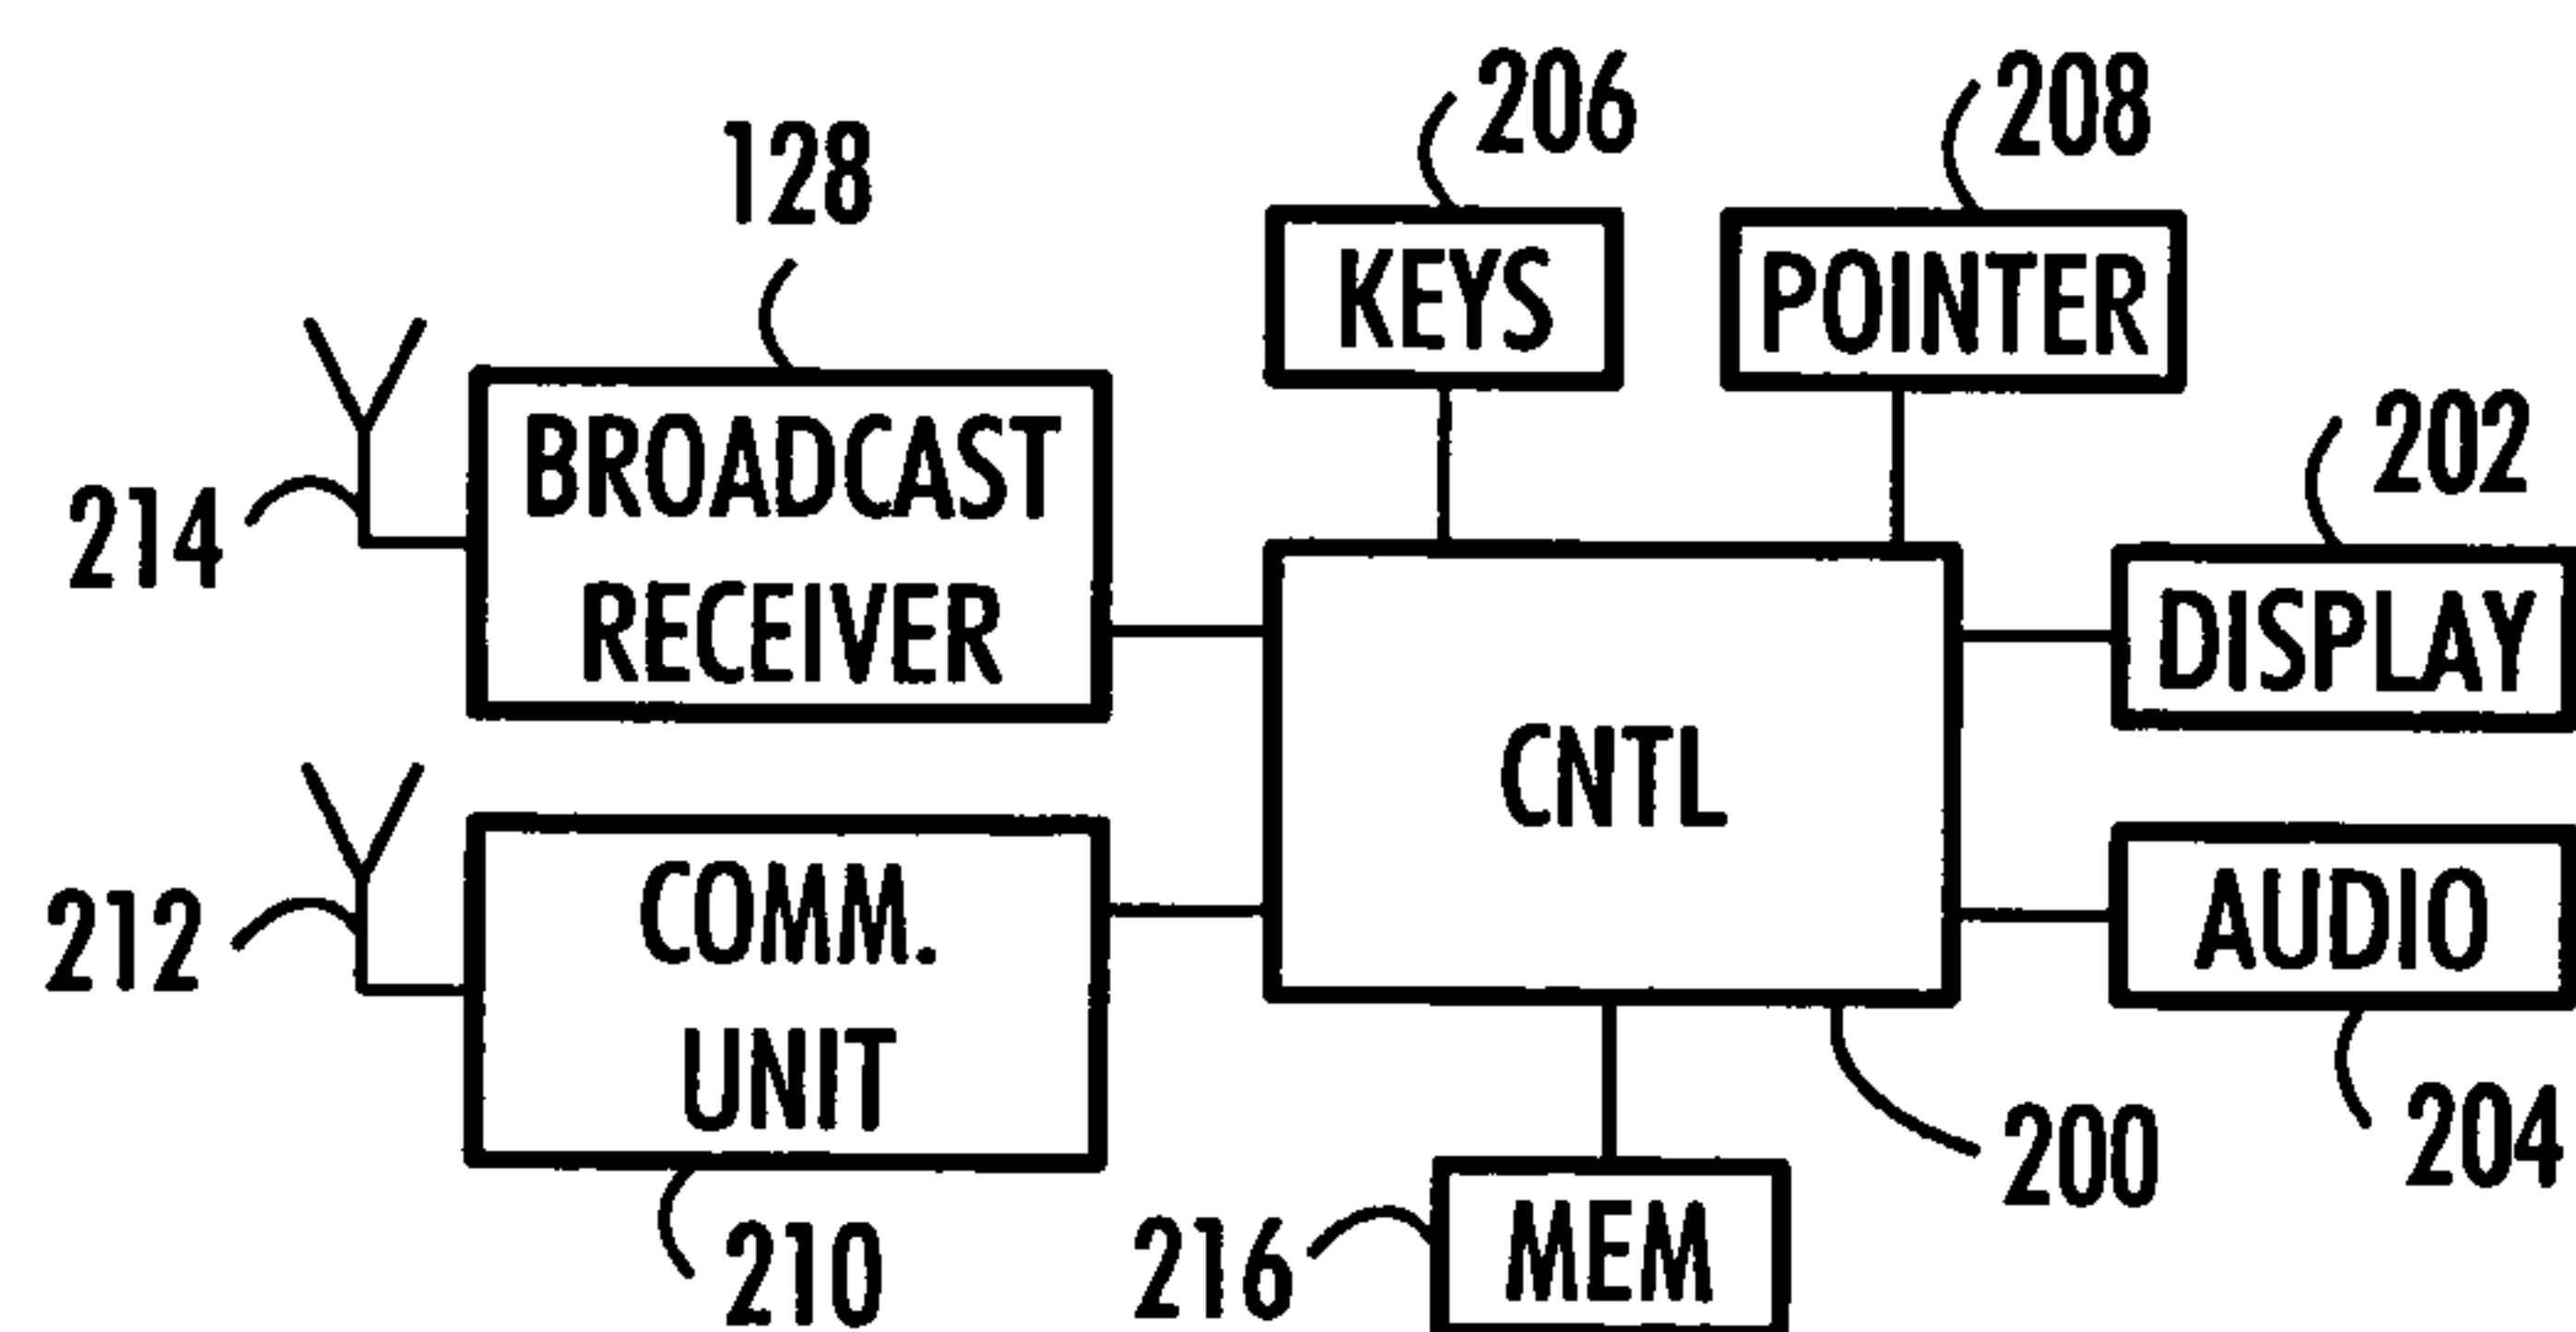 206
208
128
KEYS
POINTER
202
214
BROADCAST
RECEIVER
DISPLAY
CNTL
212
COMM.
UNIT
AUDIO
200
204
210
216
MEM